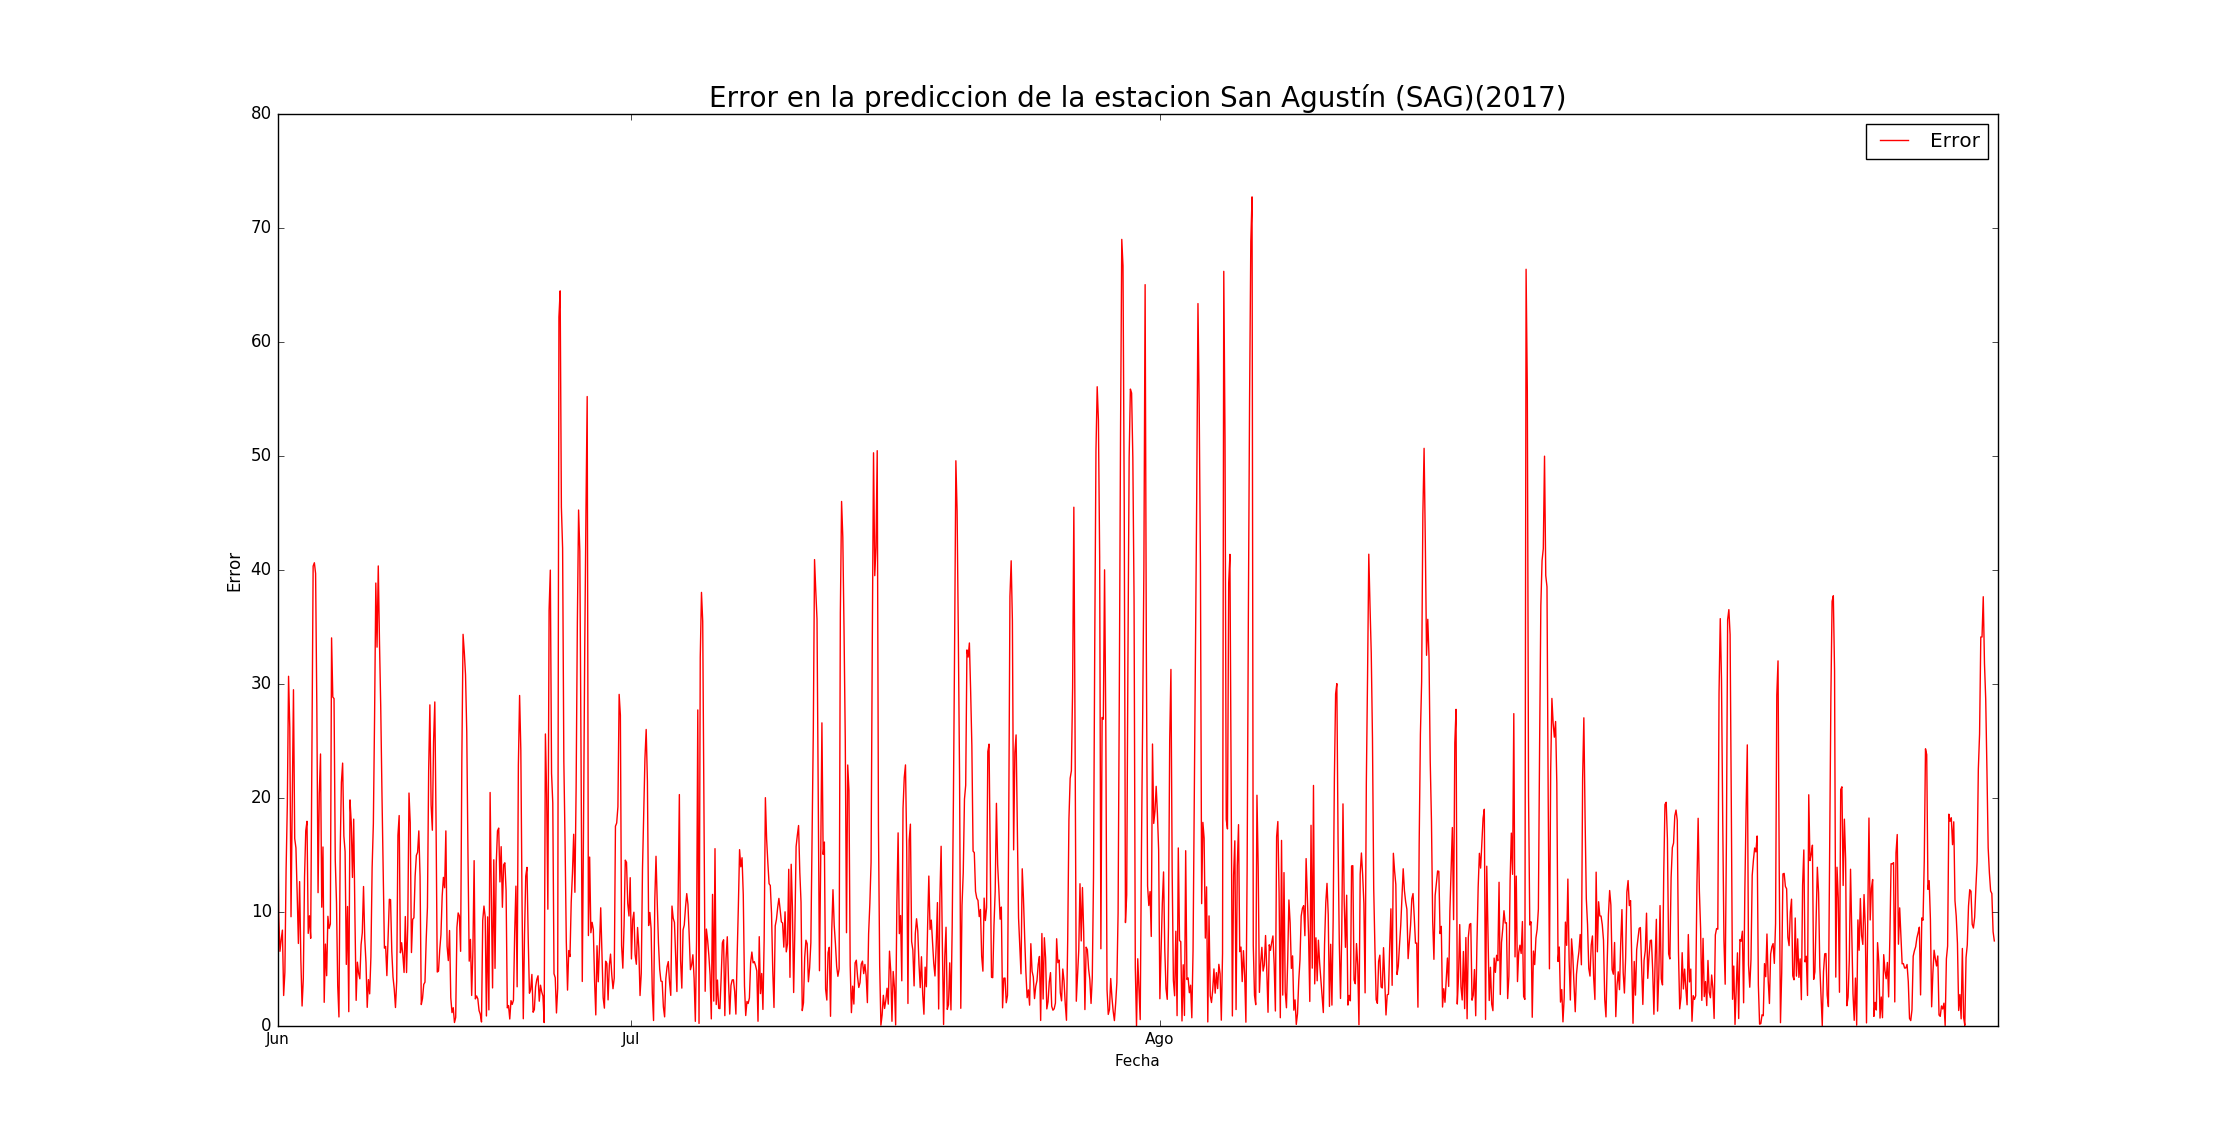 Error en la prediccion de la estacion San Agustín (SAG)(2017)
Error
80
70
60
50
40
30
20
10
0
Error
Jun
Jul
Ago
Fecha